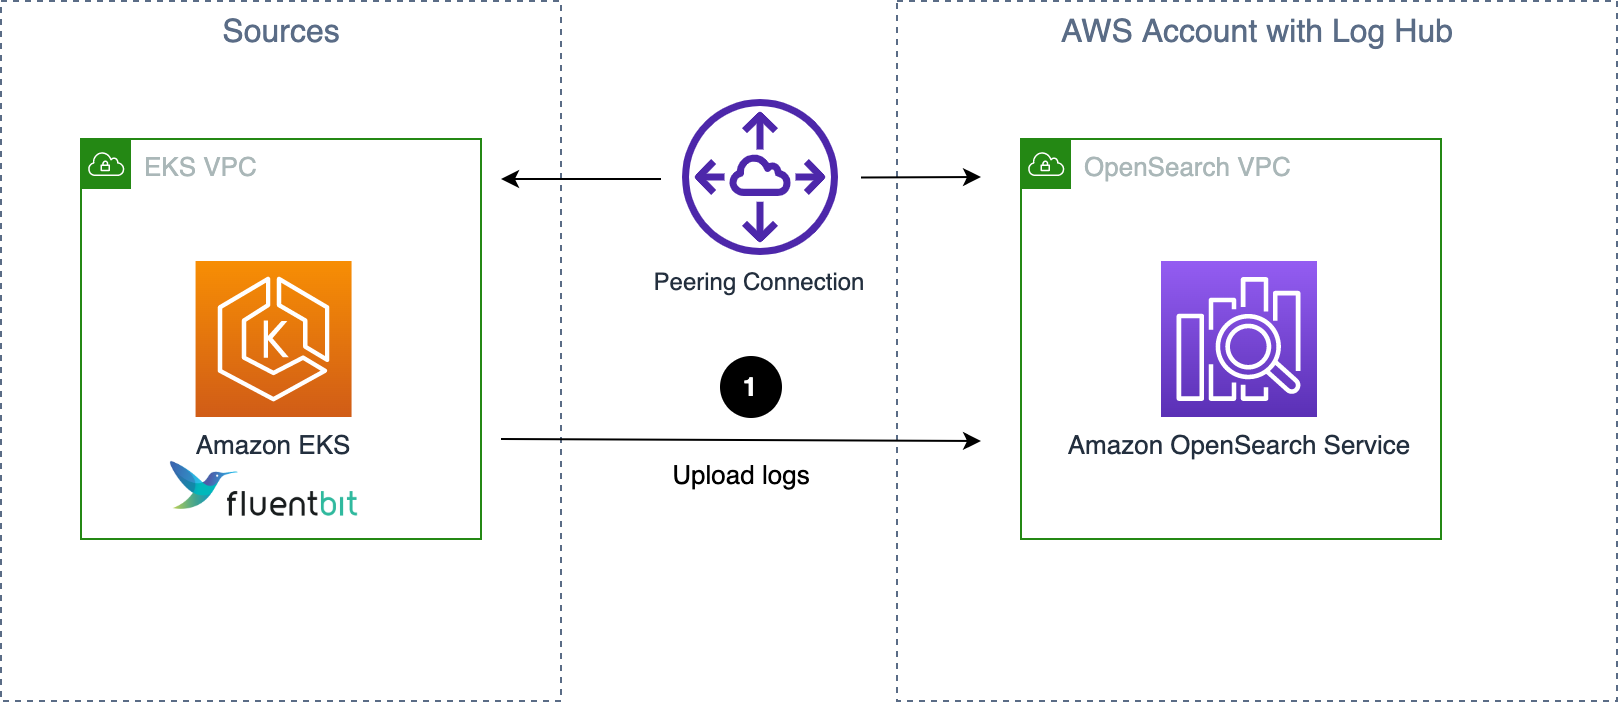 Sources
AWS Account with Log Hub
EKS VPC
OpenSearch VPC
Peering Connection
K
1
Amazon EKS
Amazon OpenSearch Service
Upload logs
fluentbit